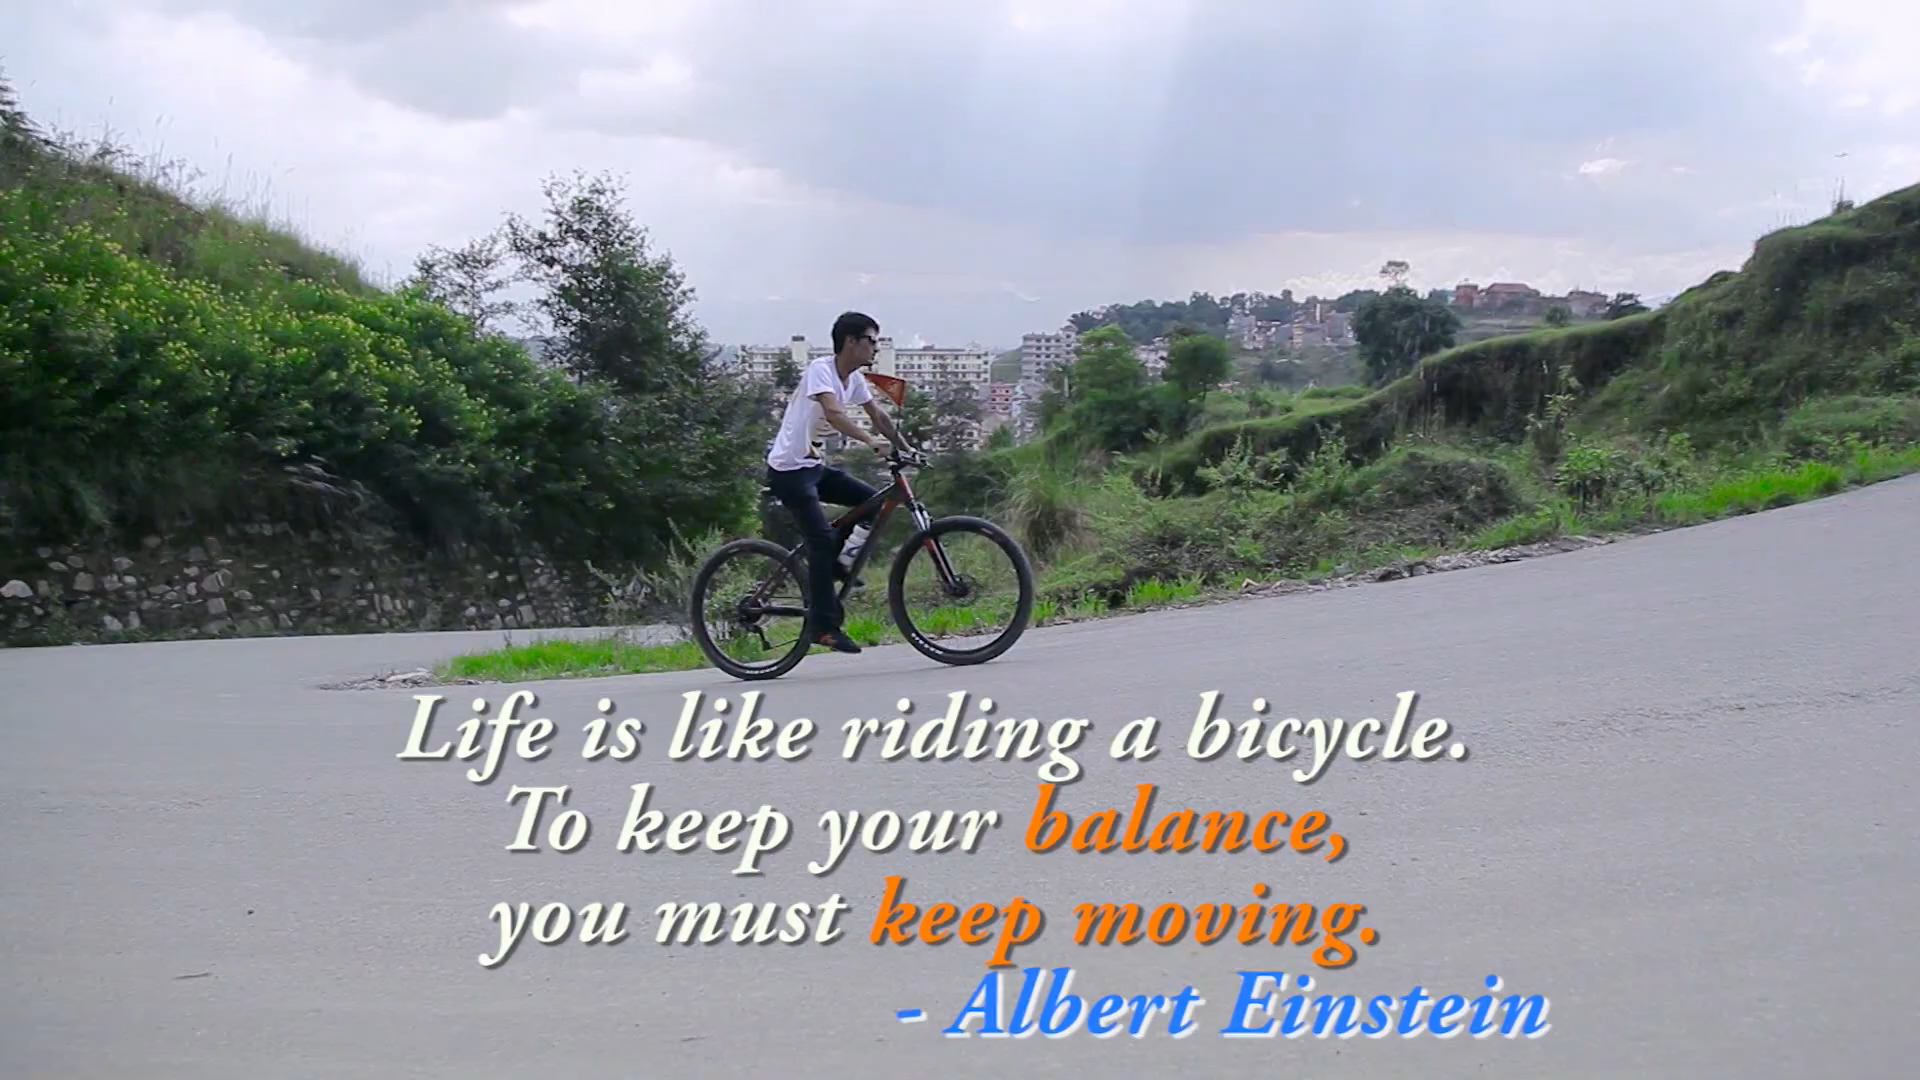 Life is like riding a bicycle.
To keep your balance,
you must keep moving.
- Albert Einstein